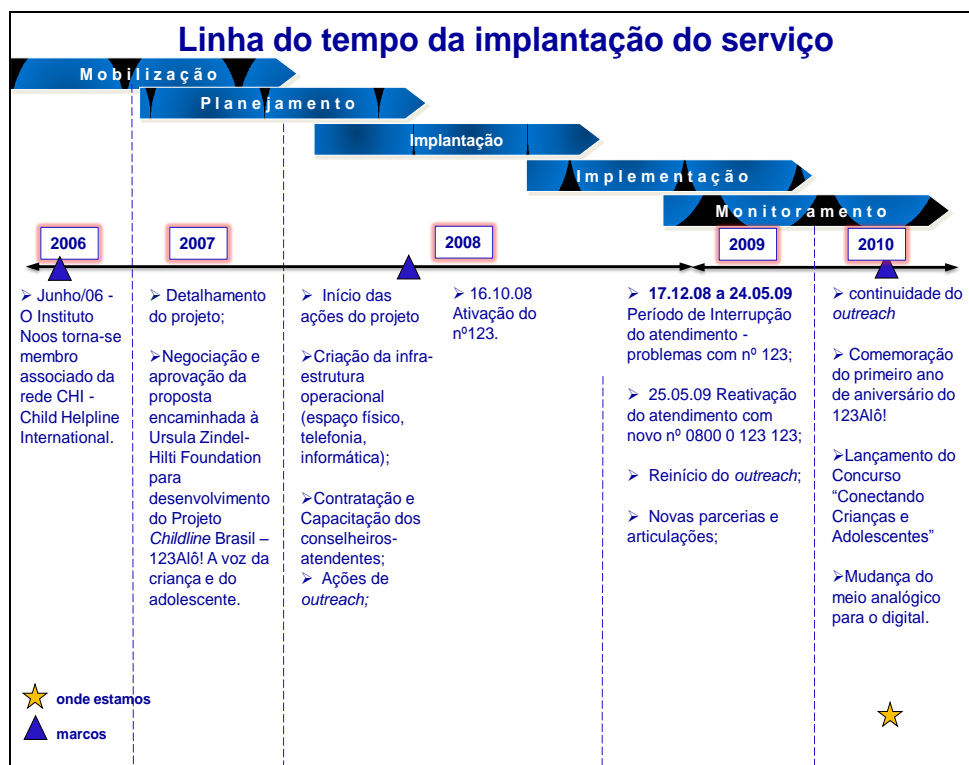 Linha do tempo da implantação do serviço
Mobilização
Planejamento
Implantação
Implementação
Monitoramento
2006
2007
2008
2009
2010
➢ Junho/06 -
O Instituto
Noos torna-se
membro
associado da
rede CHI -
Child Helpline
International.
➢ Detalhamento
do projeto;
➢Negociação e
aprovação da
proposta
encaminhada à
Ursula Zindel-
Hilti Foundation
para
desenvolvimento
do Projeto
Childline Brasil –
123Alô! A voz da
criança e do
adolescente.
➢ Início das
ações do projeto
➢Criação da infra-
estrutura
operacional
(espaço físico,
telefonia,
informática);
➢Contratação e
Capacitação dos
conselheiros-
atendentes;
➢ Ações de
outreach;
➢ 16.10.08
Ativação do
nº123.
➢ 17.12.08 a 24.05.09
Período de Interrupção
do atendimento -
problemas com nº 123;
➢ 25.05.09 Reativação
do atendimento com
novo nº 0800 0 123 123;
➢ Reinício do outreach;
➢ Novas parcerias e
articulações;
➢ continuidade do
outreach
➢ Comemoração
do primeiro ano
de aniversário do
123Alô!
➢Lançamento do
Concurso
“Conectando
Crianças e
Adolescentes”
➢Mudança do
meio analógico
para o digital.
onde estamos
marcos